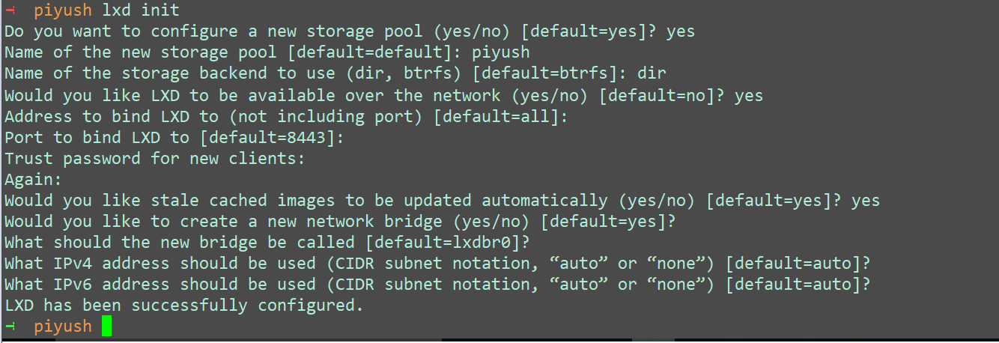 ⫤ piyush lxd init
Do you want to configure a new storage pool (yes/no) [default=yes]? yes
Name of the new storage pool [default=default]: piyush
Name of the storage backend to use (dir, btrfs) [default=btrfs]: dir
Would you like LXD to be available over the network (yes/no) [default=no]? yes
Address to bind LXD to (not including port) [default=all]:
Port to bind LXD to [default=8443]:
Trust password for new clients:
Again:
Would you like stale cached images to be updated automatically (yes/no) [default=yes]? yes
Would you like to create a new network bridge (yes/no) [default=yes]?
What should the new bridge be called [default=lxdbr0]?
What IPv4 address should be used (CIDR subnet notation, “auto” or “none”) [default=auto]?
What IPv6 address should be used (CIDR subnet notation, “auto” or “none”) [default=auto]?
LXD has been successfully configured.
⫤ piyush